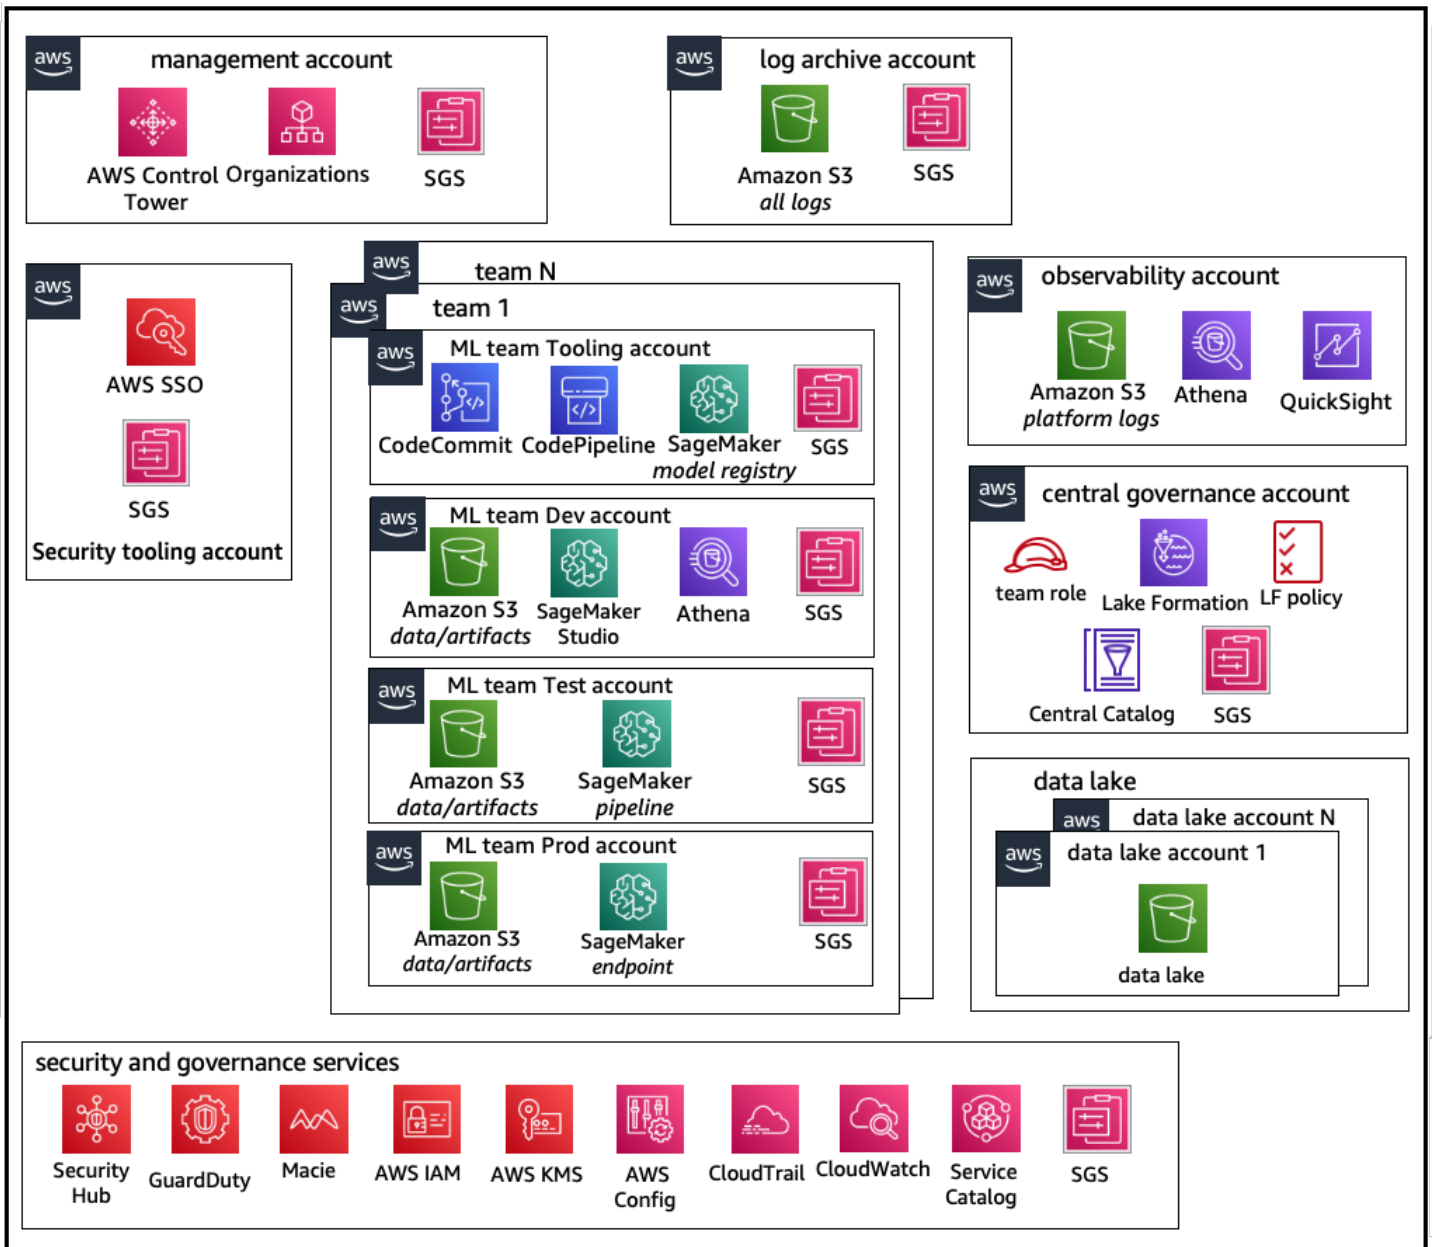 aws
management account
AWS Control
Tower
Organizations
SGS
aws
log archive account
Amazon S3
all logs
SGS
aws
AWS SSO
SGS
Security tooling account
aws
team N
aws
team 1
aws
ML team Tooling account
CodeCommit
CodePipeline
SageMaker
model registry
SGS
aws
ML team Dev account
Amazon S3
data/artifacts
SageMaker
Studio
Athena
SGS
aws
ML team Test account
Amazon S3
data/artifacts
SageMaker
pipeline
SGS
aws
ML team Prod account
Amazon S3
data/artifacts
SageMaker
endpoint
SGS
aws
observability account
Amazon S3
platform logs
Athena
QuickSight
aws
central governance account
team role
Lake Formation
LF policy
Central Catalog
SGS
data lake
aws
data lake account N
aws
data lake account 1
data lake
security and governance services
Security
Hub
GuardDuty
Macie
AWS IAM
AWS KMS
AWS
Config
CloudTrail
CloudWatch
Service
Catalog
SGS